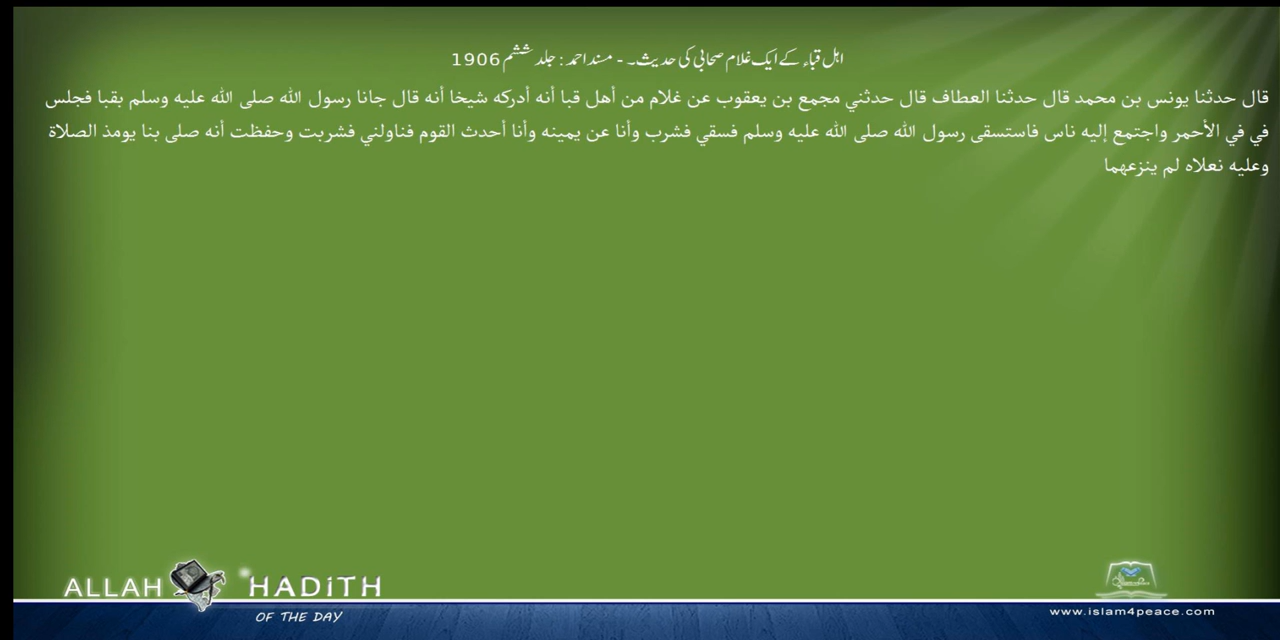 اہل قباء کے ایک غلام صحابی کی حدیث۔ - مسند احمد: جلد ششم 1906
قال حدثنا يونس بن محمد قال حدثنا العطاف قال حدثني مجمع بن يعقوب عن غلام من أهل قبا أنه أدركه شيخا أنه قال جانا رسول الله صلى الله عليه وسلم بقبا فجلس
في في الأحمر واجتمع إليه ناس فاستسقى رسول الله صلى الله عليه وسلم فسقي فشرب وأنا عن يمينه وأنا أحدث القوم فناولني فشربت وحفظت أنه صلى بنا يومذ الصلاة
وعليه نعلاه لم ينزعهما
ALLAH HADITH
OF THE DAY
www.islam4peace.com